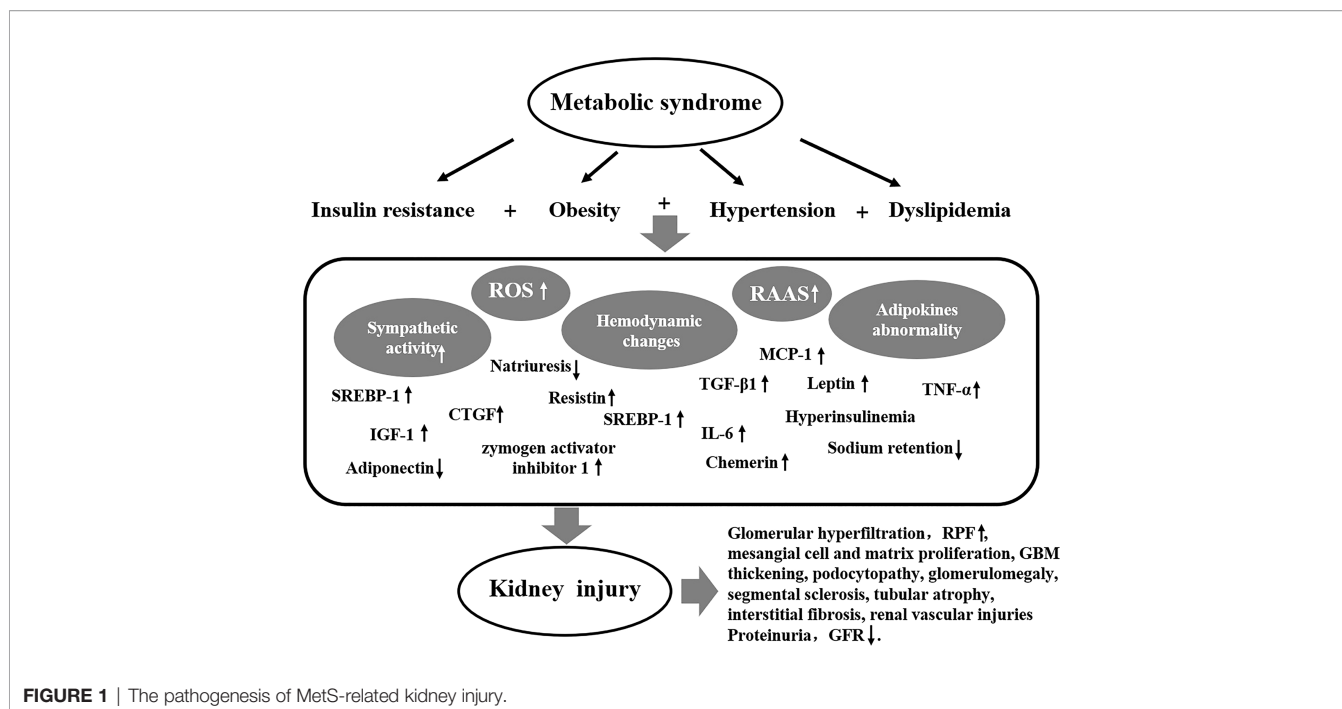 Metabolic syndrome
Insulin resistance + Obesity + Hypertension + Dyslipidemia
ROS ↑
RAAS↑
Sympathetic
activity↑
Hemodynamic
changes
Adipokines
abnormality
MCP-1 ↑
Natriuresis↓
TGF-β1 ↑
Leptin ↑
TNF-α↑
SREBP-1 ↑
Resistin↑
CTGF↑
SREBP-1 ↑
Hyperinsulinemia
IGF-1 ↑
IL-6 ↑
zymogen activator
inhibitor 1 ↑
Sodium retention↓
Adiponectin↓
Chemerin ↑
Kidney injury
Glomerular hyperfiltration，RPF↑,
mesangial cell and matrix proliferation, GBM
thickening, podocytopathy, glomerulomegaly,
segmental sclerosis, tubular atrophy,
interstitial fibrosis, renal vascular injuries
Proteinuria，GFR↓.
FIGURE 1 | The pathogenesis of MetS-related kidney injury.